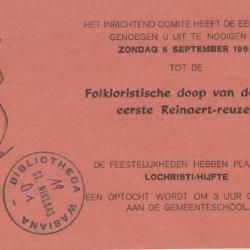 HET INRICHTEND COMITE HEEFT DE EE
GENOEGEN U UIT TE NODIGEN
ZONDAG 5 SEPTEMBER 196
TOT DE
Folkloristische doop van de
eerste Reinaert-reuze
DE FEESTELIJKHEDEN HEBBEN PLA
LOCHRISTI-HIJFTE
EEN OPTOCHT WORDT OM 3 UUR G
AAN DE GEMEENTESCHOOL
BIBLIOTHECA
WASIANA
ST. NIKLAAS